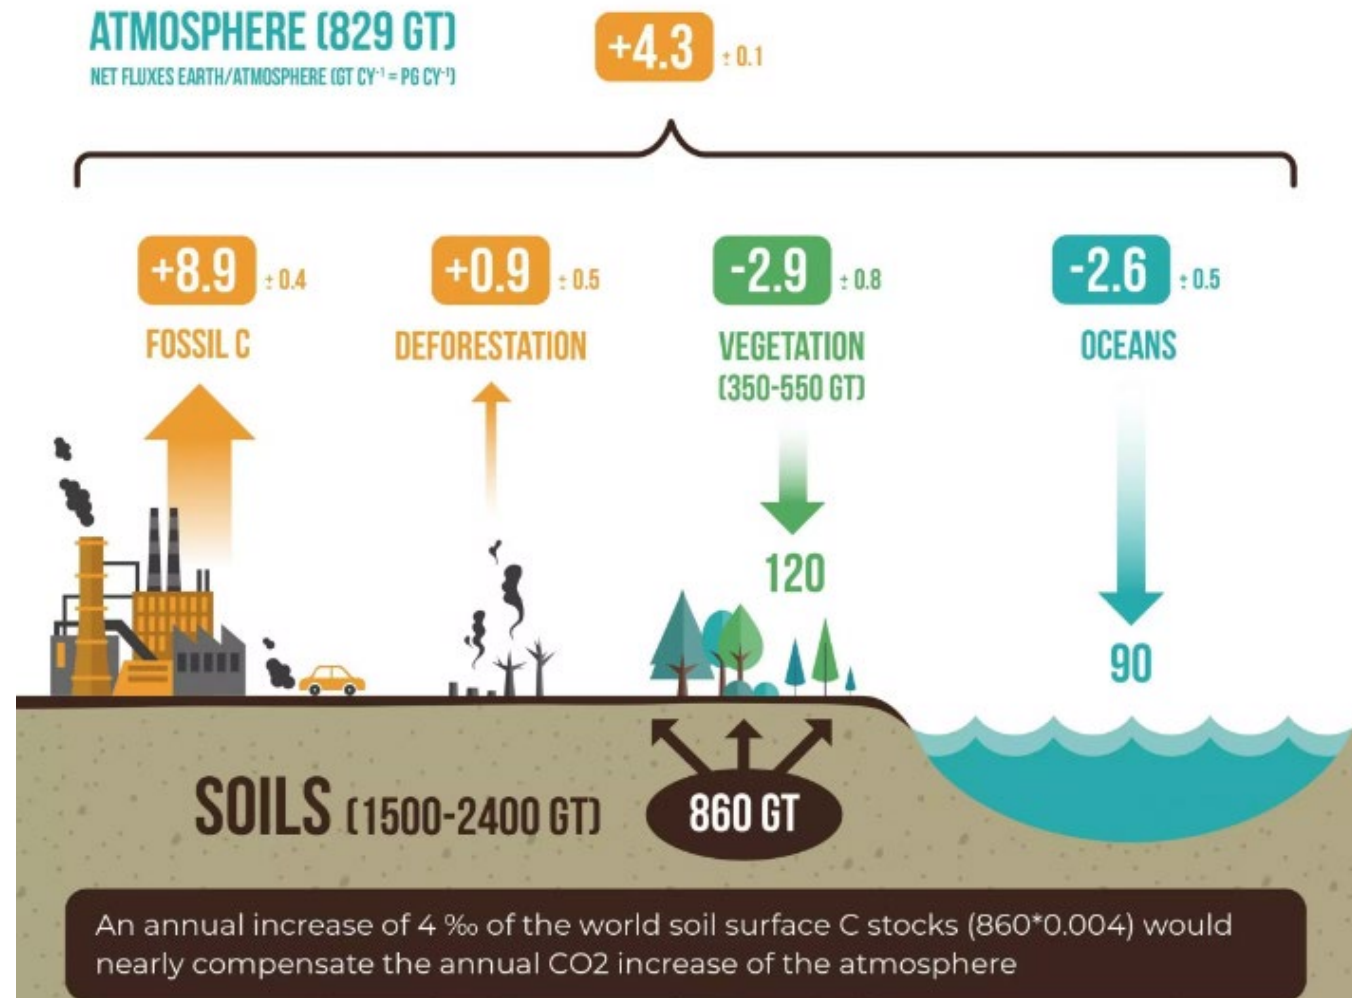 ATMOSPHERE (829 GT)
NET FLUXES EARTH/ATMOSPHERE (GT CY⁻¹ = PG CY⁻¹)
+4.3 ± 0.1
+8.9 ± 0.4
FOSSIL C
+0.9 ± 0.5
DEFORESTATION
-2.9 ± 0.8
VEGETATION
(350-550 GT)
120
-2.6 ± 0.5
OCEANS
90
SOILS (1500-2400 GT)
860 GT
An annual increase of 4 ‰ of the world soil surface C stocks (860*0.004) would
nearly compensate the annual CO2 increase of the atmosphere